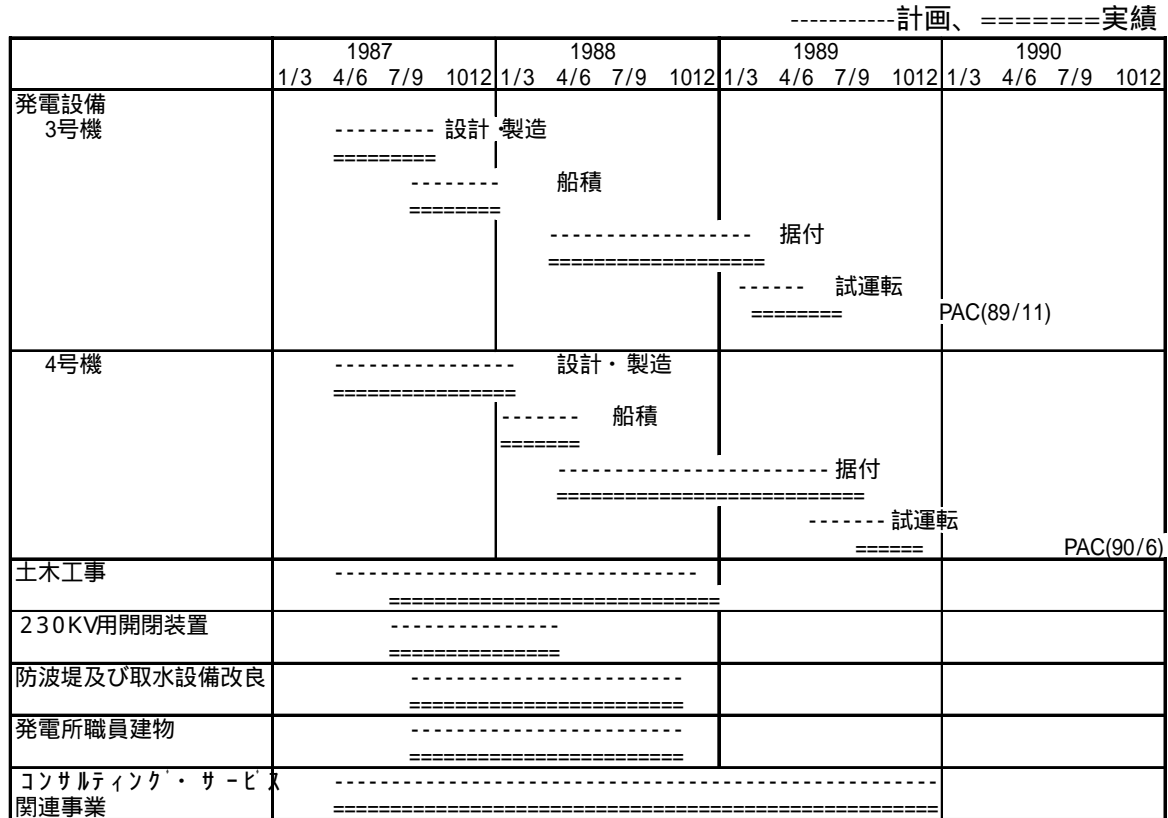 -----------計画、=======実績
1987 1988 1989 1990
1/3 4/6 7/9 1012 1/3 4/6 7/9 1012 1/3 4/6 7/9 1012 1/3 4/6 7/9 1012
発電設備
3号機 --------- 設計・製造
=========
-------- 船積
========
------------------ 据付
===================
------ 試運転
======== PAC(89/11)
4号機 ---------------- 設計・ 製造
================
------- 船積
=======
------------------------ 据付
===========================
------- 試運転
====== PAC(90/6)
土木工事 --------------------------------
=============================
230KV用開閉装置 ---------------
===============
防波堤及び取水設備改良 ------------------------
========================
発電所職員建物 ------------------------
========================
コンサルティング・ サービス -----------------------------------------------------
関連事業 =====================================================